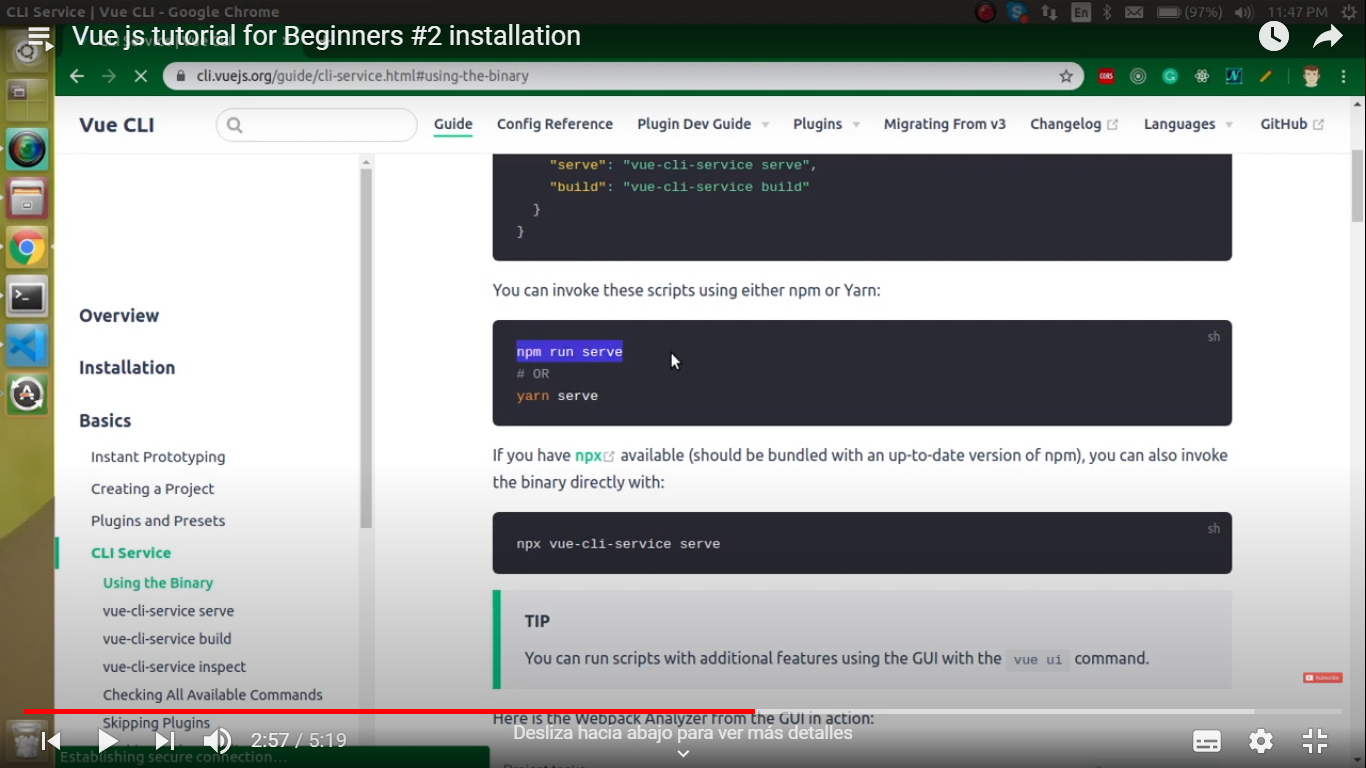 CLI Service | Vue CLI - Google Chrome
En
(97%)
11:47 PM
Vue js tutorial for Beginners #2 installation
cli.vuejs.org/guide/cli-service.html#using-the-binary
CORS
Vue CLI
Guide
Config Reference
Plugin Dev Guide
Plugins
Migrating From v3
Changelog
Languages
GitHub
Overview
Installation
Basics
Instant Prototyping
Creating a Project
Plugins and Presets
CLI Service
Using the Binary
vue-cli-service serve
vue-cli-service build
vue-cli-service inspect
Checking All Available Commands
Skipping Plugins
"serve": "vue-cli-service serve",
"build": "vue-cli-service build"
}
}
You can invoke these scripts using either npm or Yarn:
sh
npm run serve
# OR
yarn serve
If you have npx available (should be bundled with an up-to-date version of npm), you can also invoke
the binary directly with:
sh
npx vue-cli-service serve
TIP
You can run scripts with additional features using the GUI with the vue ui command.
Subscribe
Here is the Webpack Analyzer from the GUI in action:
Desliza hacia abajo para ver más detalles
2:57 / 5:19
Establishing secure connection...